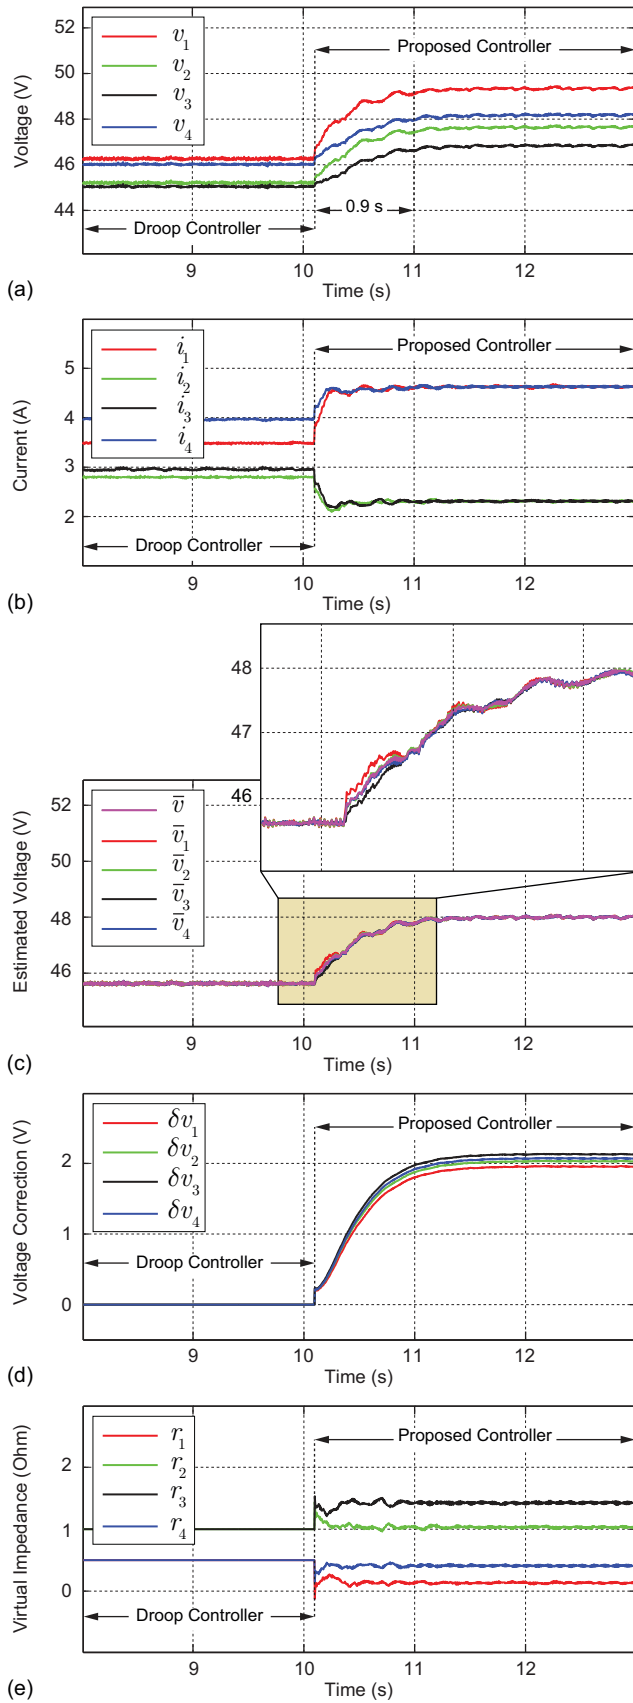 52
50
48
46
44
Voltage (V)
v1
v2
v3
v4
Proposed Controller
0.9 s
Droop Controller
9
10
11
12
Time (s)
(a)
5
4
3
2
Current (A)
i1
i2
i3
i4
Proposed Controller
Droop Controller
9
10
11
12
Time (s)
(b)
48
47
46
52
50
48
46
Estimated Voltage (V)
v̅
v̅1
v̅2
v̅3
v̅4
9
10
11
12
Time (s)
(c)
2
1
0
Voltage Correction (V)
δv1
δv2
δv3
δv4
Proposed Controller
Droop Controller
9
10
11
12
Time (s)
(d)
2
1
0
Virtual Impedance (Ohm)
r1
r2
r3
r4
Proposed Controller
Droop Controller
9
10
11
12
Time (s)
(e)